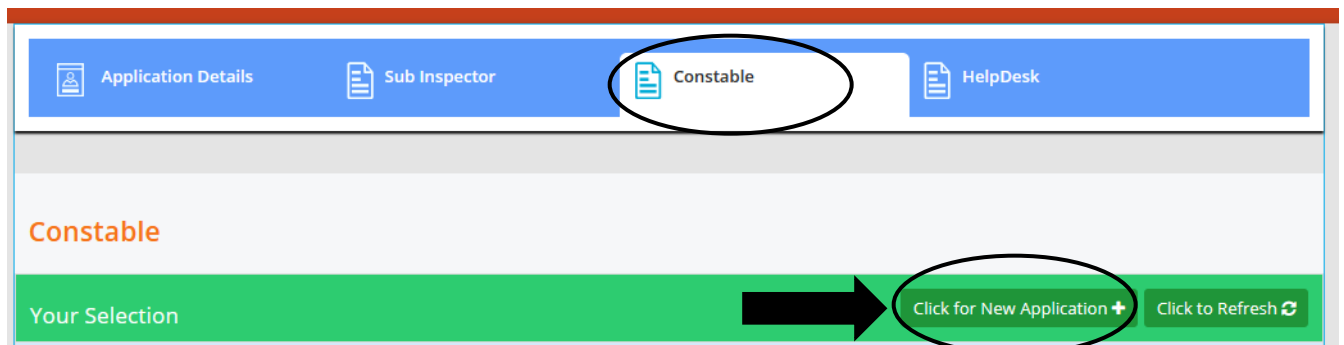 Application Details Sub Inspector Constable HelpDesk
Constable
Your Selection Click for New Application Click to Refresh